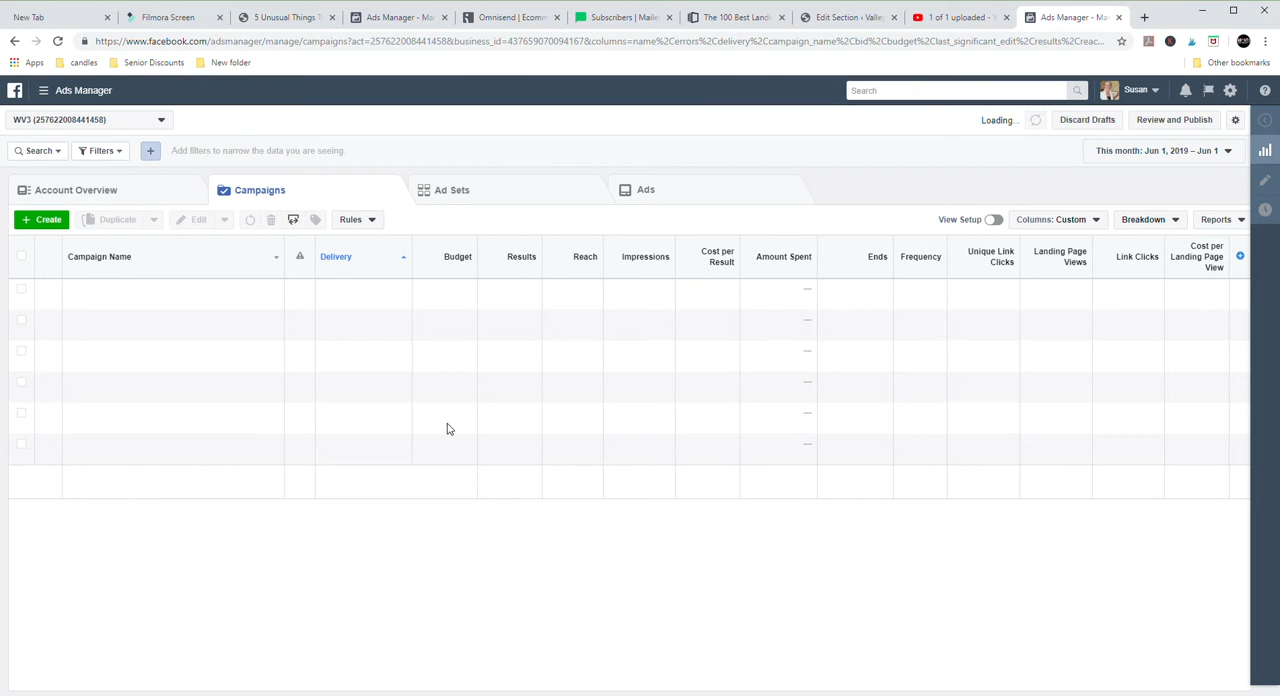 New Tab
Filmora Screen
5 Unusual Things T
Ads Manager - Ma
Omnisend | Ecomm
Subscribers | Maile
The 100 Best Landi
Edit Section ‹ Valley
1 of 1 uploaded - Y
Ads Manager - Ma
https://www.facebook.com/adsmanager/manage/campaigns?act=257622008441458&business_id=437659070094167&columns=name%2Cerrors%2Cdelivery%2Ccampaign_name%2Cbid%2Cbudget%2Clast_significant_edit%2Cresults%2Creac...
Apps
candles
Senior Discounts
New folder
Other bookmarks
Ads Manager
Search
Susan
WV3 (257622008441458)
Loading...
Discard Drafts
Review and Publish
Search
Filters
Add filters to narrow the data you are seeing.
This month: Jun 1, 2019 – Jun 1
Account Overview
Campaigns
Ad Sets
Ads
+ Create
Duplicate
Edit
Rules
View Setup
Columns: Custom
Breakdown
Reports
Campaign Name
Delivery
Budget
Results
Reach
Impressions
Cost per
Result
Amount Spent
Ends
Frequency
Unique Link
Clicks
Landing Page
Views
Link Clicks
Cost per
Landing Page
View
—
—
—
—
—
—